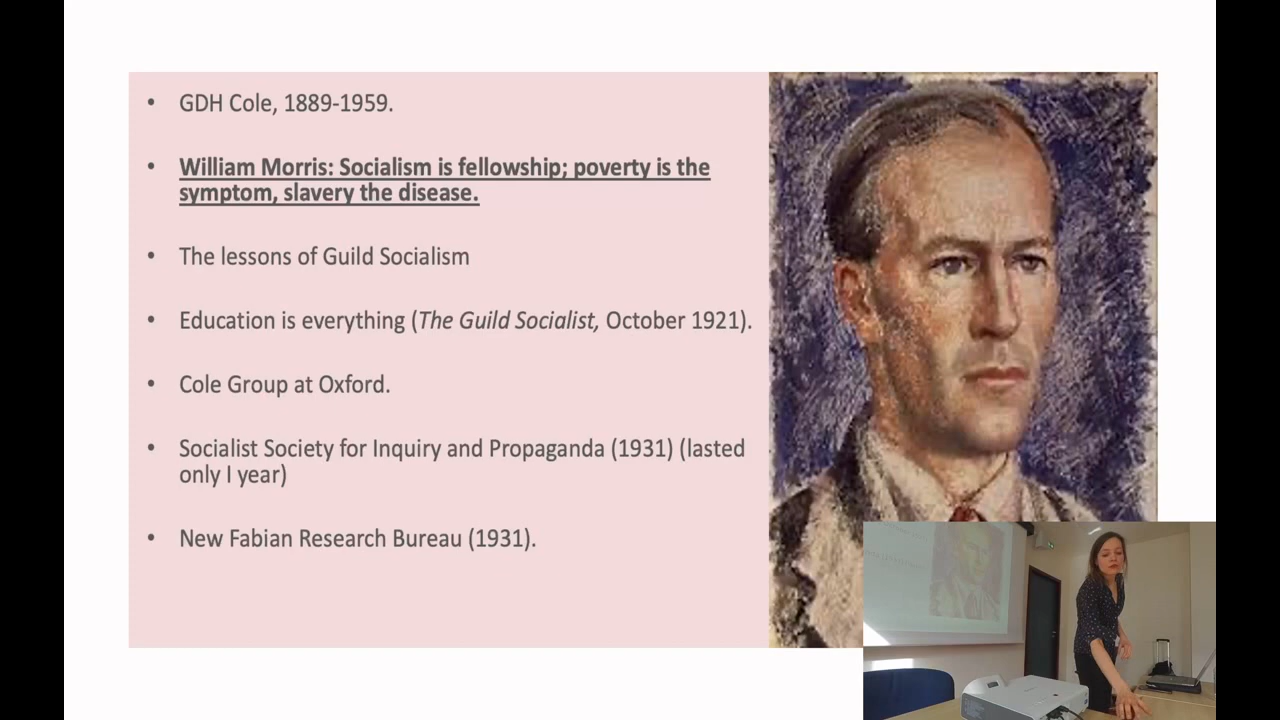 • GDH Cole, 1889-1959.
• William Morris: Socialism is fellowship; poverty is the
symptom, slavery the disease.
• The lessons of Guild Socialism
• Education is everything (The Guild Socialist, October 1921).
• Cole Group at Oxford.
• Socialist Society for Inquiry and Propaganda (1931) (lasted
only I year)
• New Fabian Research Bureau (1931).